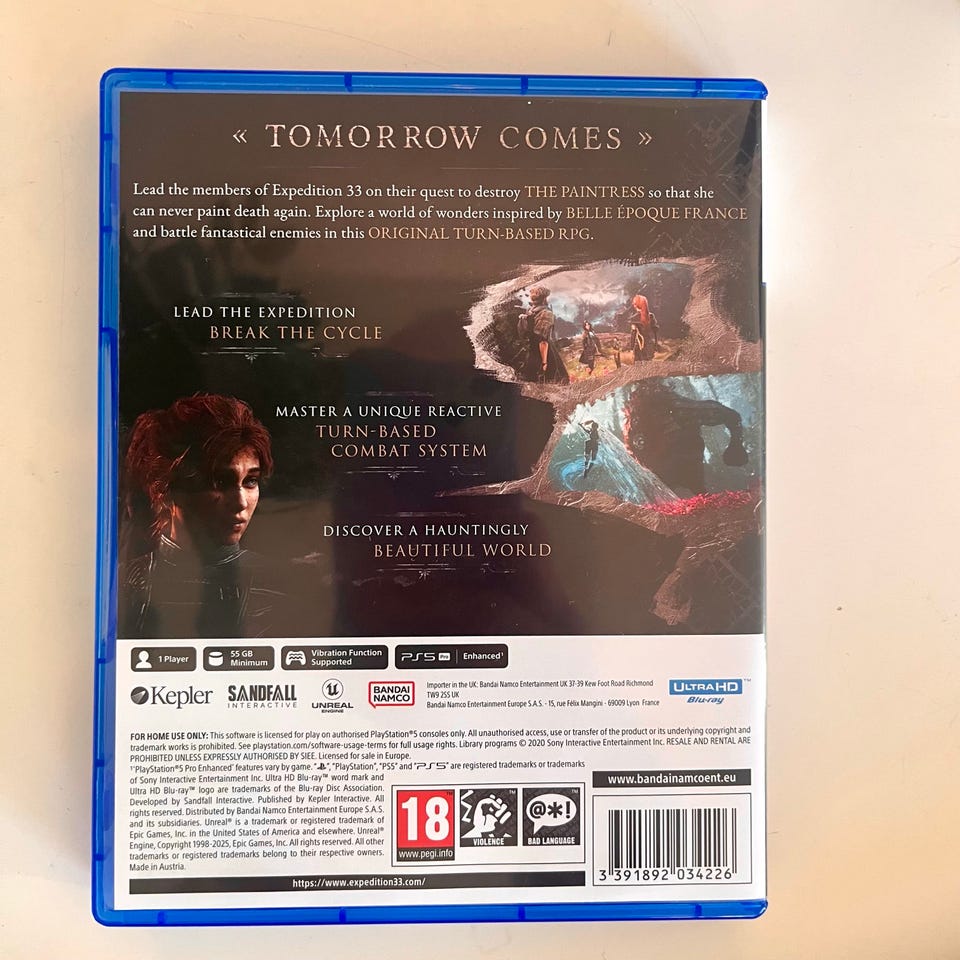 « TOMORROW COMES »
Lead the members of Expedition 33 on their quest to destroy THE PAINTRESS so that she
can never paint death again. Explore a world of wonders inspired by BELLE ÉPOQUE FRANCE
and battle fantastical enemies in this ORIGINAL TURN-BASED RPG.
LEAD THE EXPEDITION
BREAK THE CYCLE
MASTER A UNIQUE REACTIVE
TURN-BASED
COMBAT SYSTEM
DISCOVER A HAUNTINGLY
BEAUTIFUL WORLD
1 Player
55 GB
Minimum
Vibration Function
Supported
PS5 Pro Enhanced¹
Kepler
SANDFALL
INTERACTIVE
UNREAL
ENGINE
BANDAI
NAMCO
Importer in the UK: Bandai Namco Entertainment UK 37-39 Kew Foot Road Richmond
TW9 2SS UK
Bandai Namco Entertainment Europe S.A.S. - 15, rue Félix Mangini - 69009 Lyon France
ULTRA HD™
Blu-ray
FOR HOME USE ONLY: This software is licensed for play on authorised PlayStation®5 consoles only. All unauthorised access, use or transfer of the product or its underlying copyright and
trademark works is prohibited. See playstation.com/software-usage-terms for full usage rights. Library programs © 2020 Sony Interactive Entertainment Inc. RESALE AND RENTAL ARE
PROHIBITED UNLESS EXPRESSLY AUTHORISED BY SIEE. Licensed for sale in Europe.
¹'PlayStation®5 Pro Enhanced' features vary by game. "PS", "PlayStation", "PS5" and "PS5" are registered trademarks or trademarks
of Sony Interactive Entertainment Inc. Ultra HD Blu-ray™ word mark and
Ultra HD Blu-ray™ logo are trademarks of the Blu-ray Disc Association.
Developed by Sandfall Interactive. Published by Kepler Interactive. All
rights reserved. Distributed by Bandai Namco Entertainment Europe S.A.S.
and its subsidiaries. Unreal® is a trademark or registered trademark of
Epic Games, Inc. in the United States of America and elsewhere. Unreal®
Engine, Copyright 1998-2025, Epic Games, Inc. All rights reserved. All other
trademarks or registered trademarks belong to their respective owners.
Made in Austria.
https://www.expedition33.com/
18
www.pegi.info
VIOLENCE
@*!
BAD LANGUAGE
www.bandainamcoent.eu
3 391892 034226